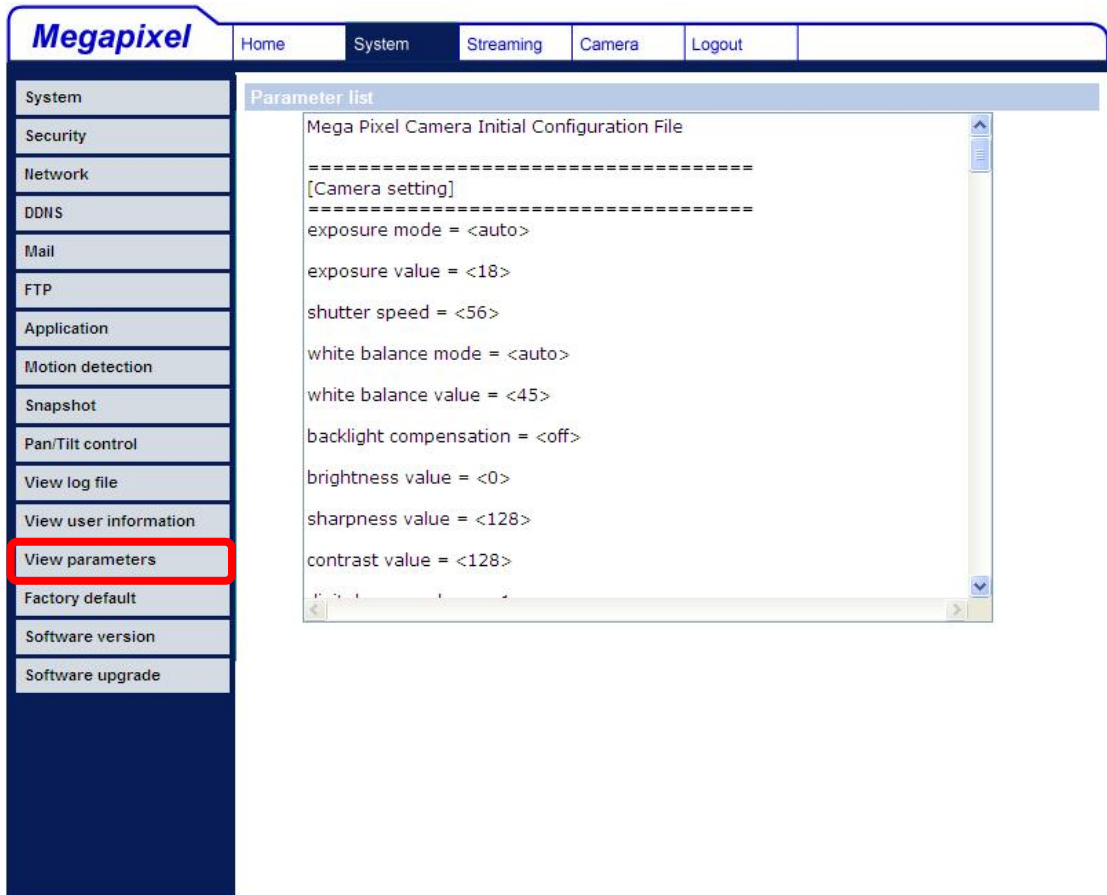 Megapixel
Home
System
Streaming
Camera
Logout
System
Security
Network
DDNS
Mail
FTP
Application
Motion detection
Snapshot
Pan/Tilt control
View log file
View user information
View parameters
Factory default
Software version
Software upgrade
Parameter list
Mega Pixel Camera Initial Configuration File
===================================
[Camera setting]
===================================
exposure mode = <auto>
exposure value = <18>
shutter speed = <56>
white balance mode = <auto>
white balance value = <45>
backlight compensation = <off>
brightness value = <0>
sharpness value = <128>
contrast value = <128>